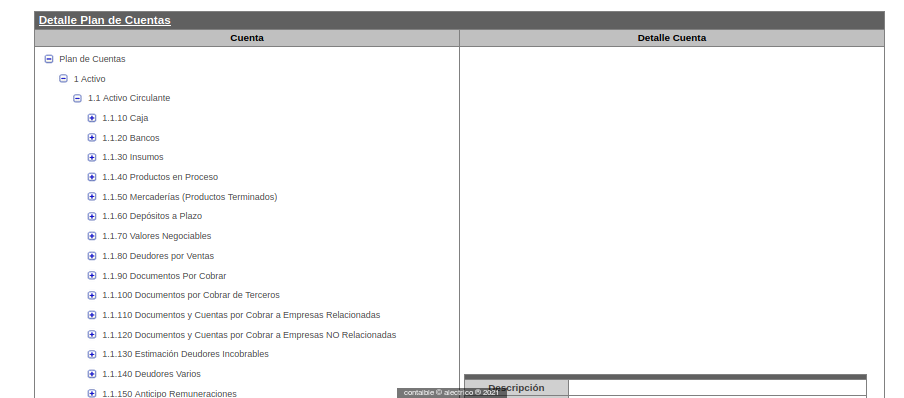 Detalle Plan de Cuentas
Cuenta
Detalle Cuenta
Plan de Cuentas
1 Activo
1.1 Activo Circulante
1.1.10 Caja
1.1.20 Bancos
1.1.30 Insumos
1.1.40 Productos en Proceso
1.1.50 Mercaderías (Productos Terminados)
1.1.60 Depósitos a Plazo
1.1.70 Valores Negociables
1.1.80 Deudores por Ventas
1.1.90 Documentos Por Cobrar
1.1.100 Documentos por Cobrar de Terceros
1.1.110 Documentos y Cuentas por Cobrar a Empresas Relacionadas
1.1.120 Documentos y Cuentas por Cobrar a Empresas NO Relacionadas
1.1.130 Estimación Deudores Incobrables
1.1.140 Deudores Varios
1.1.150 Anticipo Remuneraciones
Descripción
contaible © alectrico ® 2021